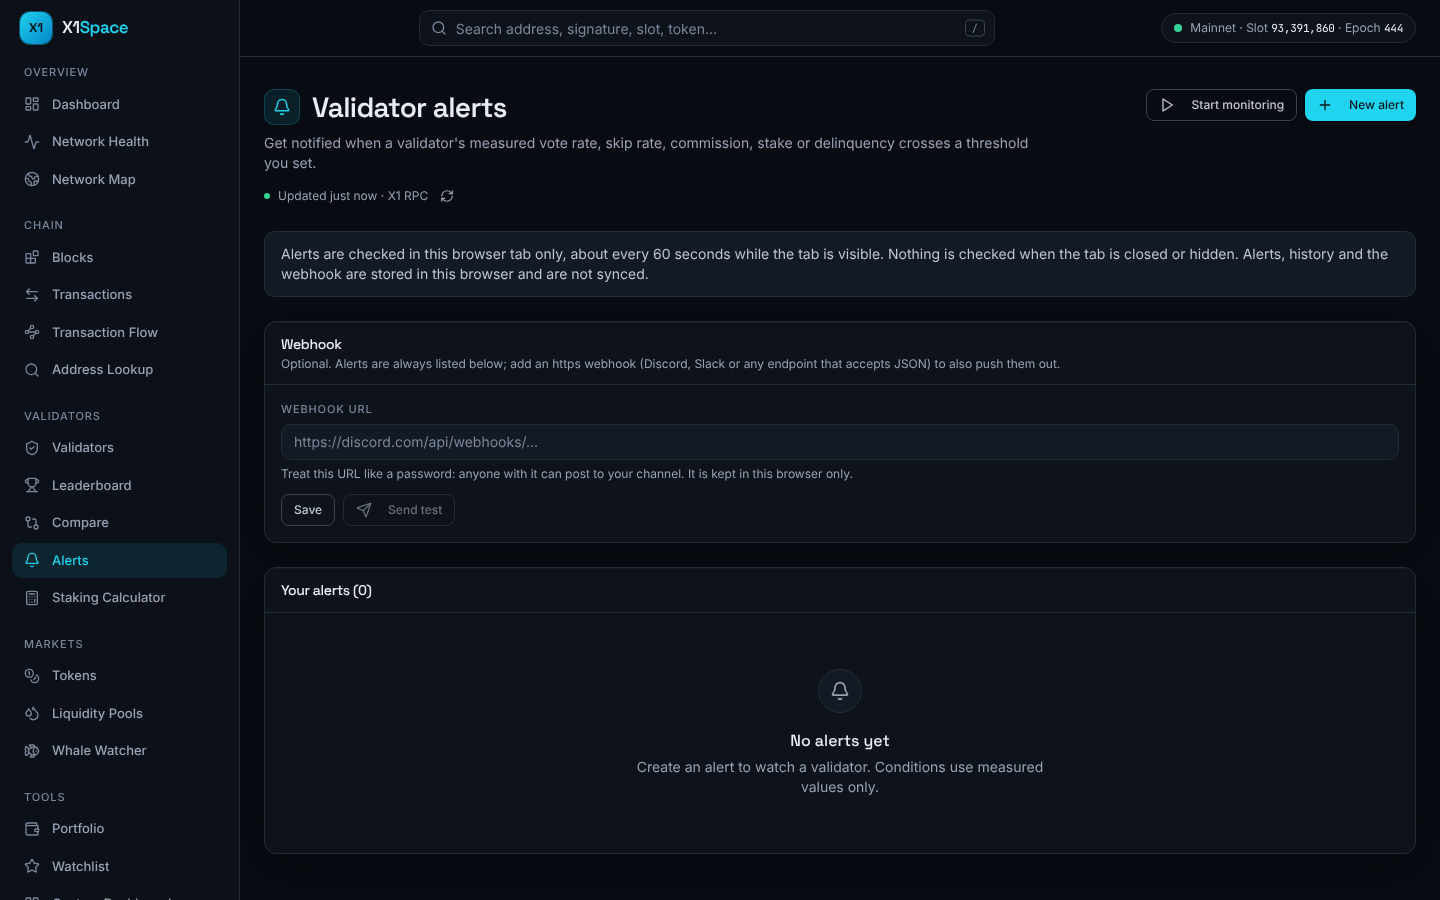 X1 X1Space
Search address, signature, slot, token... /
Mainnet · Slot 93,391,860 · Epoch 444
OVERVIEW
Dashboard
Network Health
Network Map
CHAIN
Blocks
Transactions
Transaction Flow
Address Lookup
VALIDATORS
Validators
Leaderboard
Compare
Alerts
Staking Calculator
MARKETS
Tokens
Liquidity Pools
Whale Watcher
TOOLS
Portfolio
Watchlist
Validator alerts
Start monitoring
New alert
Get notified when a validator's measured vote rate, skip rate, commission, stake or delinquency crosses a threshold
you set.
Updated just now · X1 RPC
Alerts are checked in this browser tab only, about every 60 seconds while the tab is visible. Nothing is checked when the tab is closed or hidden. Alerts, history and the
webhook are stored in this browser and are not synced.
Webhook
Optional. Alerts are always listed below; add an https webhook (Discord, Slack or any endpoint that accepts JSON) to also push them out.
WEBHOOK URL
https://discord.com/api/webhooks/...
Treat this URL like a password: anyone with it can post to your channel. It is kept in this browser only.
Save
Send test
Your alerts (0)
No alerts yet
Create an alert to watch a validator. Conditions use measured
values only.